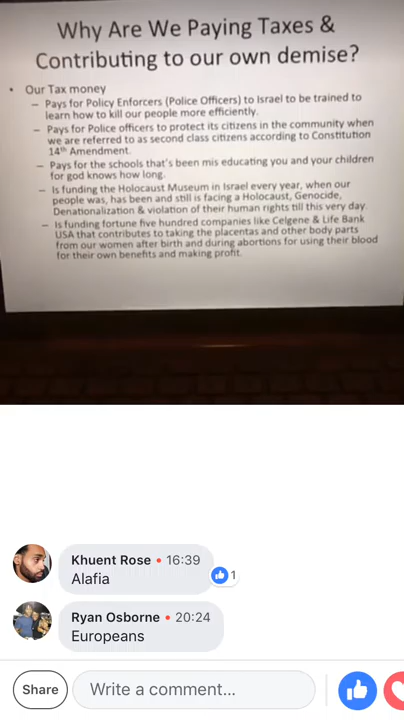 Why Are We Paying Taxes &
Contributing to our own demise?
• Our Tax money
– Pays for Policy Enforcers (Police Officers) to Israel to be trained to
learn how to kill our people more efficiently.
– Pays for Police officers to protect its citizens in the community when
we are referred to as second class citizens according to Constitution
14th Amendment.
– Pays for the schools that's been mis educating you and your children
for god knows how long.
– Is funding the Holocaust Museum in Israel every year, when our
people was, has been and still is facing a Holocaust, Genocide,
Denationalization & violation of their human rights till this very day.
– Is funding fortune five hundred companies like Celgene & Life Bank
USA that contributes to taking the placentas and other body parts
from our women after birth and during abortions for using their blood
for their own benefits and making profit.
Khuent Rose • 16:39
Alafia
1
Ryan Osborne • 20:24
Europeans
Share
Write a comment...